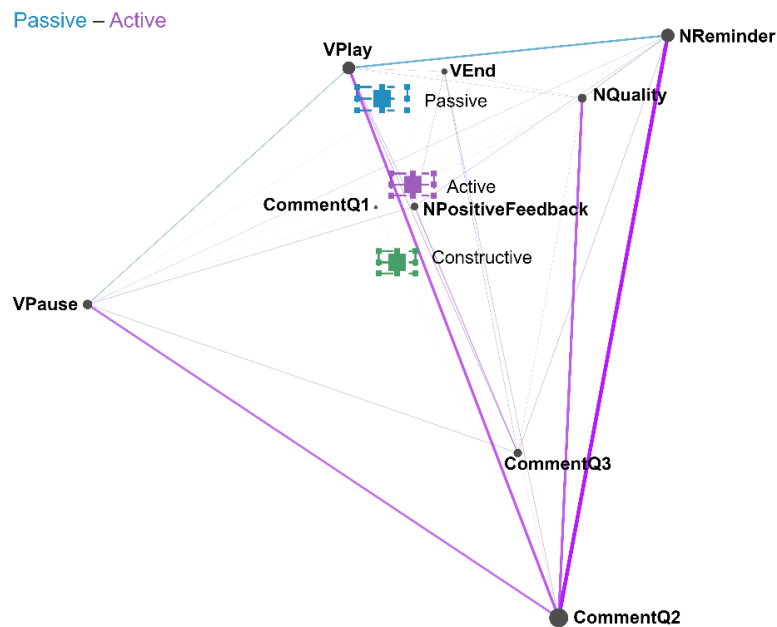 Passive – Active
NReminder
VPlay
VEnd
NQuality
Passive
Active
CommentQ1
NPositiveFeedback
Constructive
VPause
CommentQ3
CommentQ2